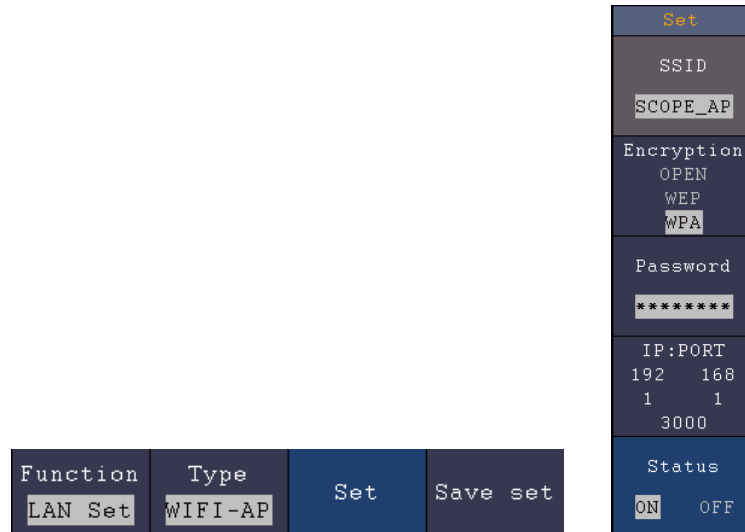 Set
SSID
SCOPE_AP
Encryption
OPEN
WEP
WPA
Password
********
IP:PORT
192 168
1 1
3000
Status
ON OFF
Function
LAN Set
Type
WIFI-AP
Set
Save set